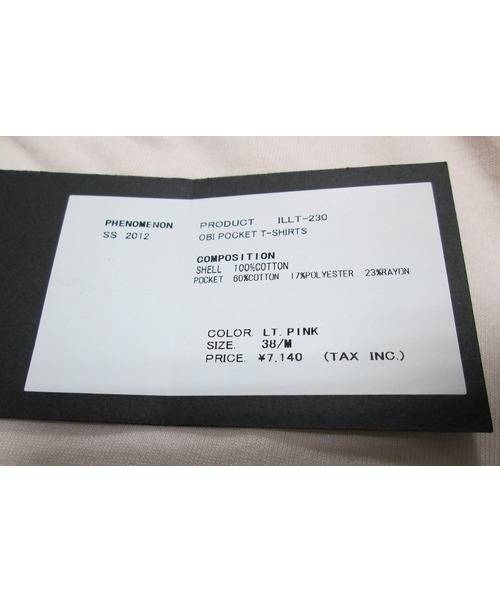 PHENOMENON PRODUCT. ILLT-230
SS 2012 OBI POCKET T-SHIRTS
COMPOSITION
SHELL 100%COTTON
POCKET 60%COTTON 17%POLYESTER 23%RAYON
COLOR. LT. PINK
SIZE. 38/M
PRICE. ¥7,140 (TAX INC.)